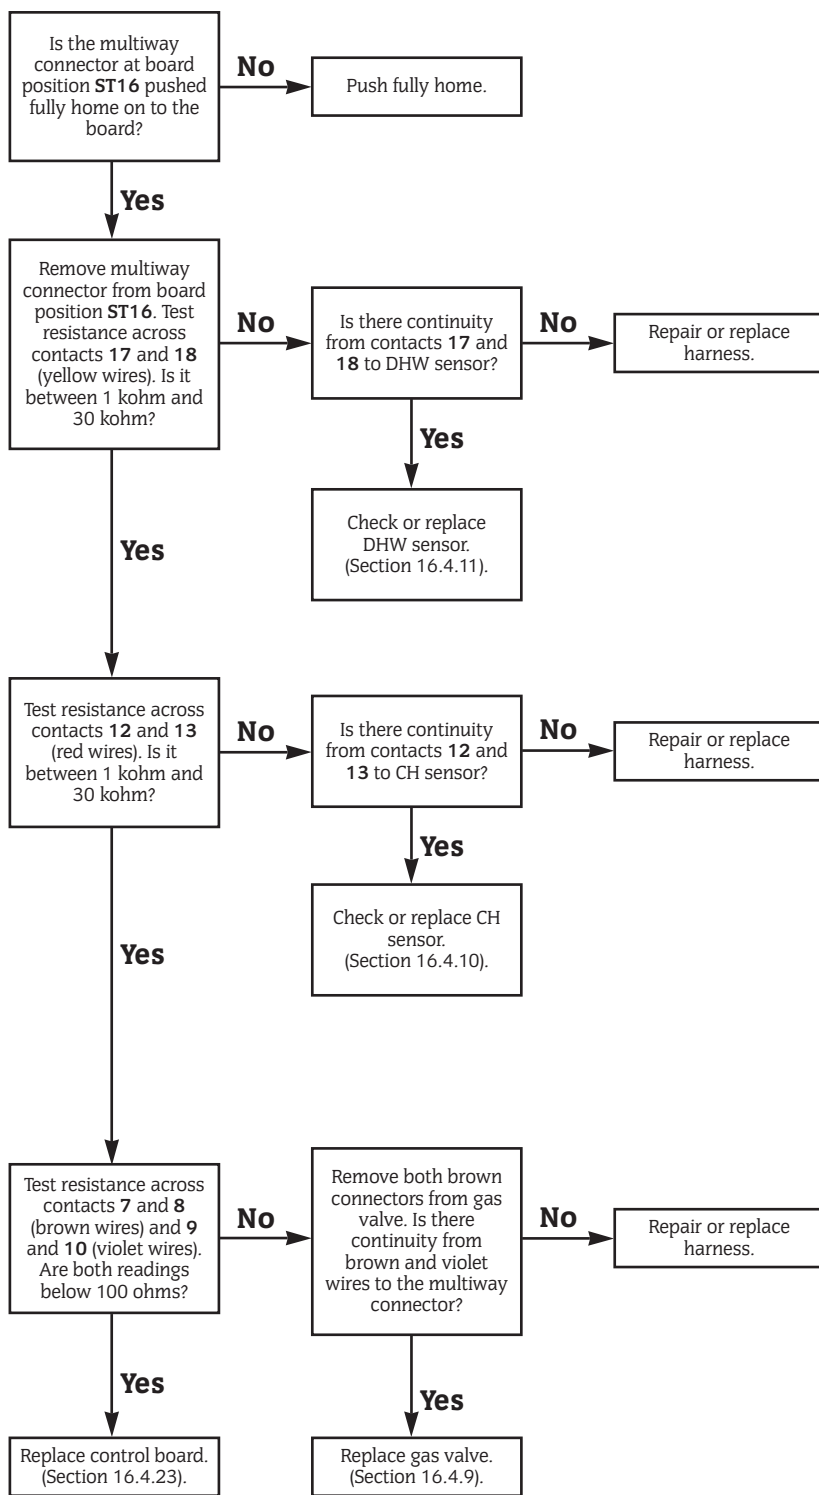 Is the multiway
connector at board
position ST16 pushed
fully home on to the
board?
No
Push fully home.
Yes
Remove multiway
connector from board
position ST16. Test
resistance across
contacts 17 and 18
(yellow wires). Is it
between 1 kohm and
30 kohm?
No
Is there continuity
from contacts 17 and
18 to DHW sensor?
No
Repair or replace
harness.
Yes
Check or replace
DHW sensor.
(Section 16.4.11).
Yes
Test resistance across
contacts 12 and 13
(red wires). Is it
between 1 kohm and
30 kohm?
No
Is there continuity
from contacts 12 and
13 to CH sensor?
No
Repair or replace
harness.
Yes
Check or replace CH
sensor.
(Section 16.4.10).
Yes
Test resistance across
contacts 7 and 8
(brown wires) and 9
and 10 (violet wires).
Are both readings
below 100 ohms?
No
Remove both brown
connectors from gas
valve. Is there
continuity from
brown and violet
wires to the multiway
connector?
No
Repair or replace
harness.
Yes
Replace control board.
(Section 16.4.23).
Yes
Replace gas valve.
(Section 16.4.9).